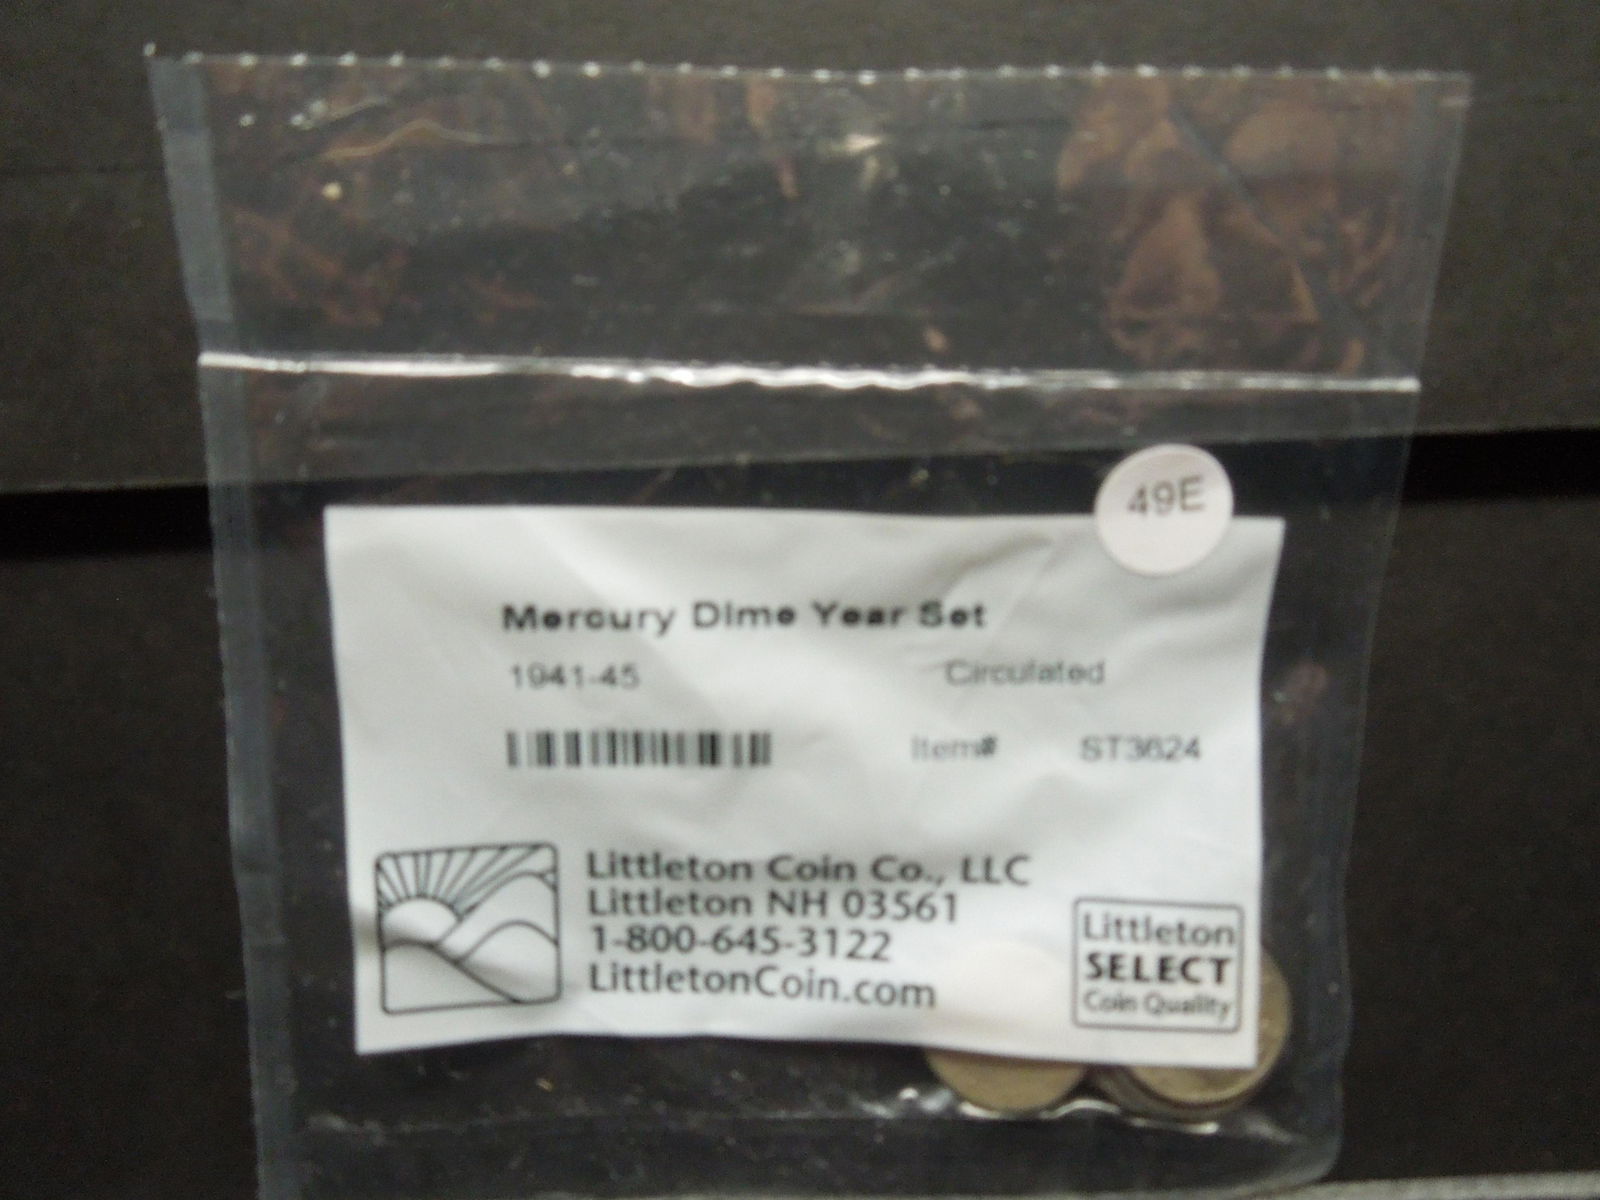 49E
Mercury Dime Year Set
1941-45 Circulated
Item# ST3624
Littleton Coin Co., LLC
Littleton NH 03561
1-800-645-3122
LittletonCoin.com
Littleton
SELECT
Coin Quality